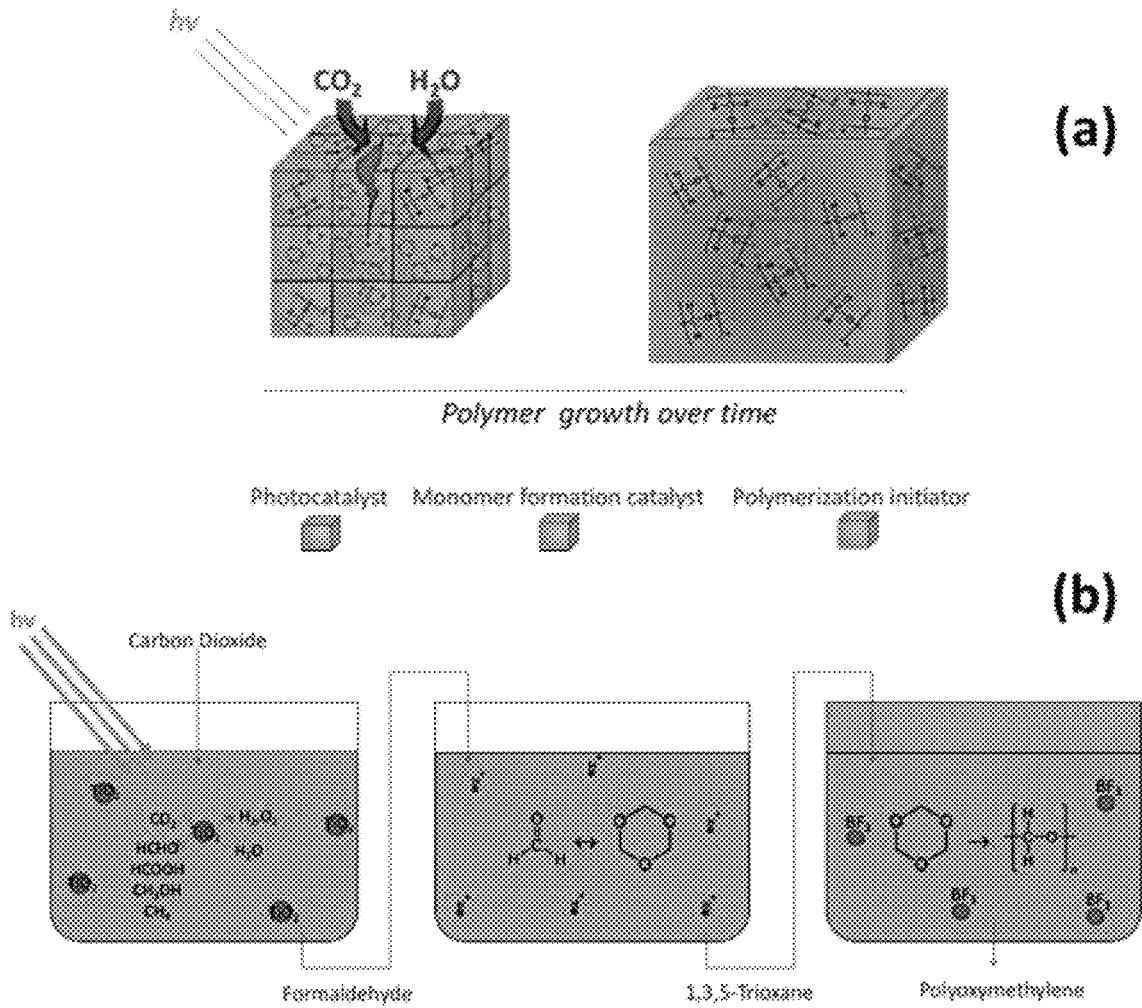 hν
CO₂ H₂O
(a)
Polymer growth over time
Photocatalyst Monomer formation catalyst Polymerization initiator
(b)
hν
Carbon Dioxide
CO₂
H₂O
HCHO
HCOOH
CH₃OH
CH₄
O
C
H H
O O
O
BF₃
O O
O
H
C O
H
n
BF₃
BF₃
BF₃
Formaldehyde
1,3,5-Trioxane
Polyoxymethylene